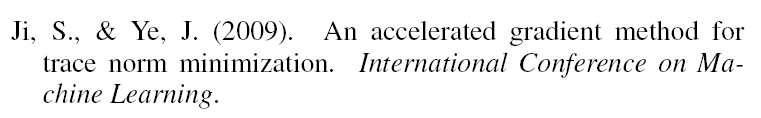 Ji, S., & Ye, J. (2009). An accelerated gradient method for
trace norm minimization. International Conference on Ma-
chine Learning.